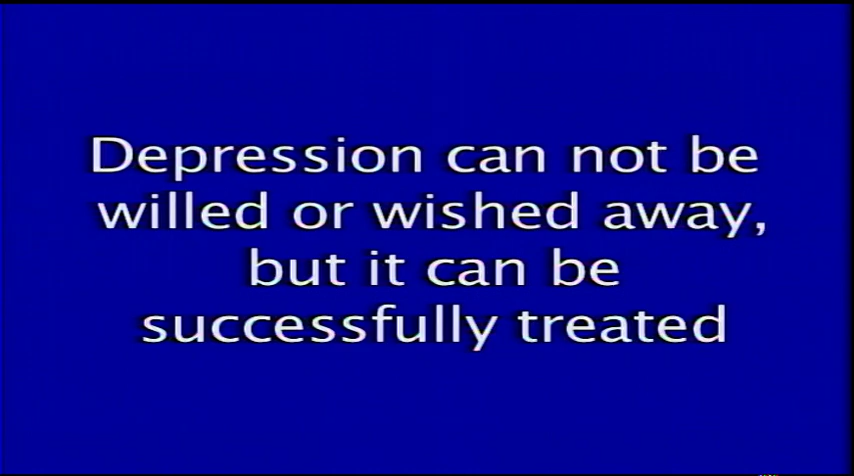 Depression can not be
willed or wished away,
but it can be
successfully treated